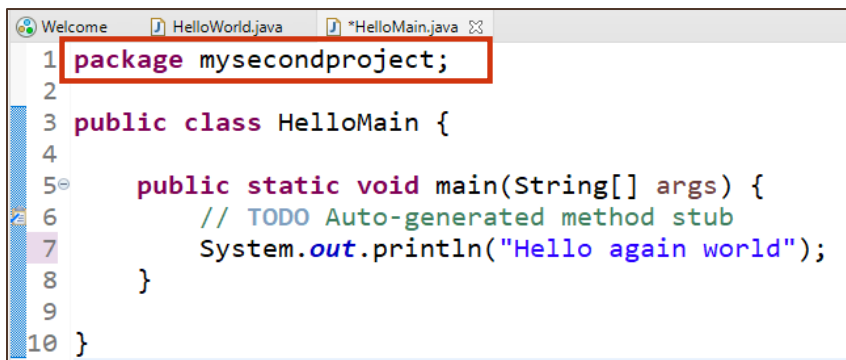 Welcome HelloWorld.java *HelloMain.java
1 package mysecondproject;
2
3 public class HelloMain {
4
5 public static void main(String[] args) {
6 // TODO Auto-generated method stub
7 System.out.println("Hello again world");
8 }
9
10 }